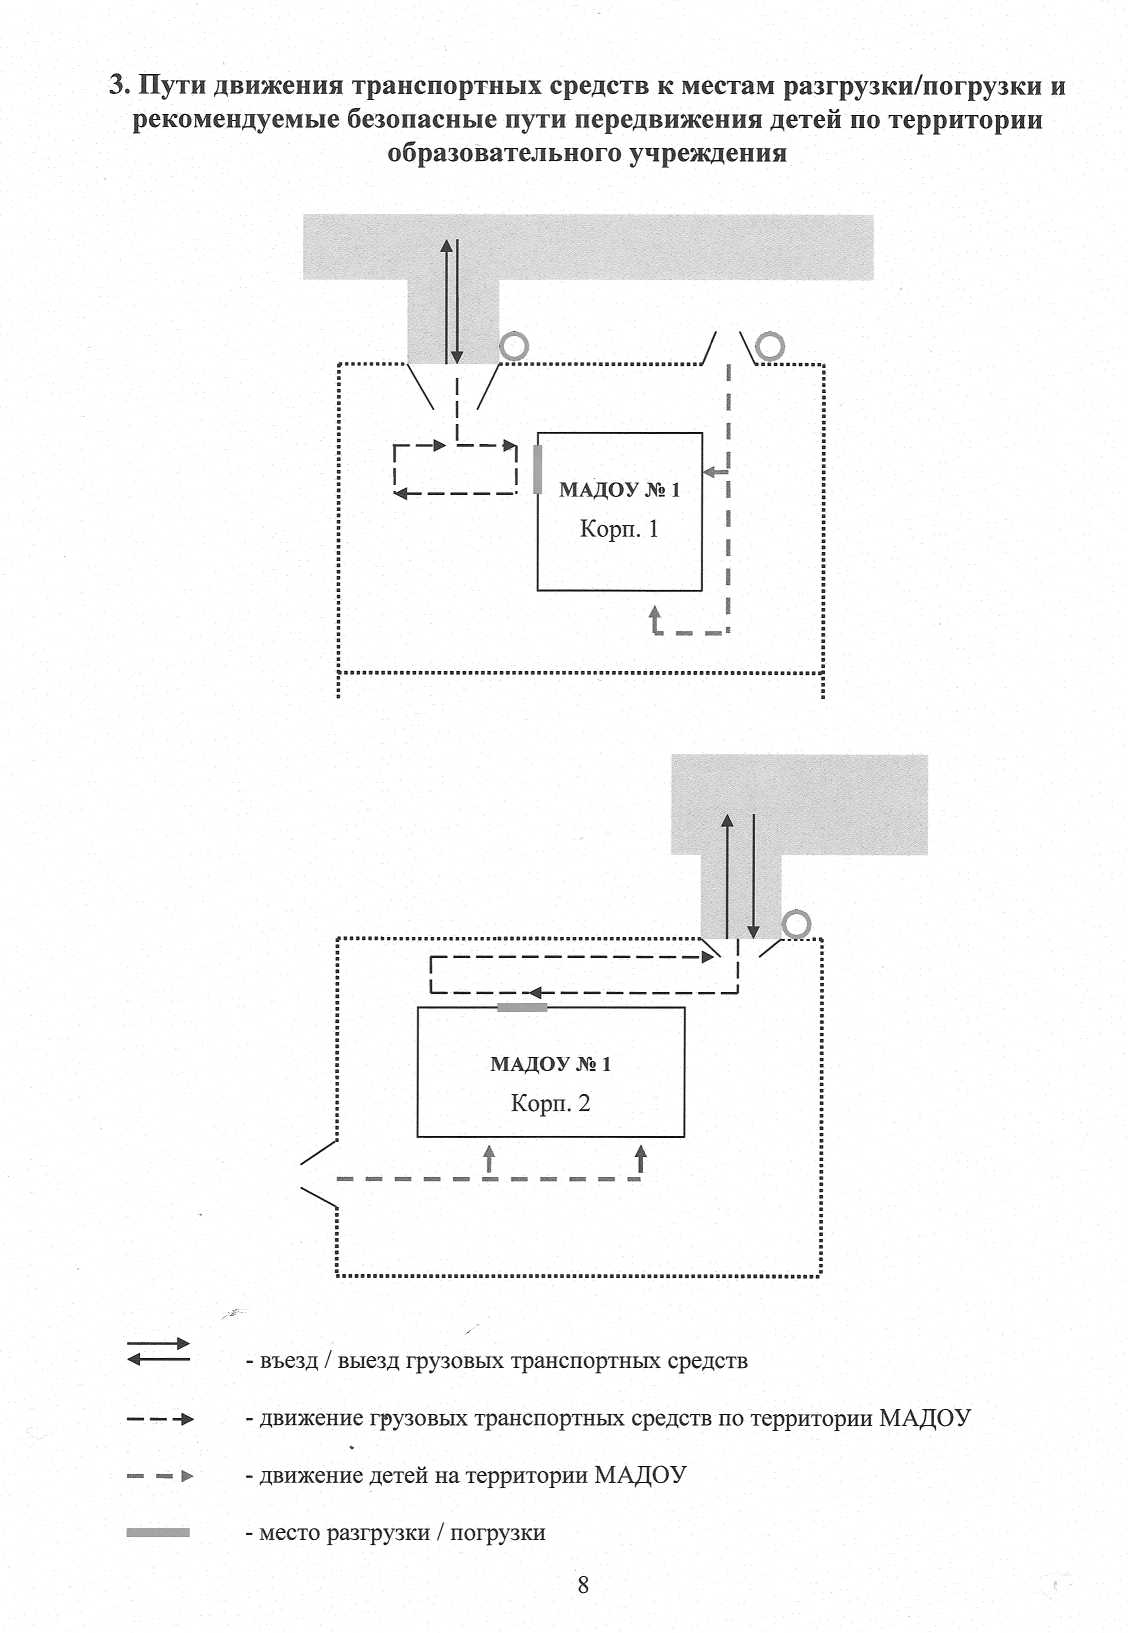 3. Пути движения транспортных средств к местам разгрузки/погрузки и
рекомендуемые безопасные пути передвижения детей по территории
образовательного учреждения
МАДОУ № 1
Корп. 1
МАДОУ № 1
Корп. 2
- въезд / выезд грузовых транспортных средств
- движение грузовых транспортных средств по территории МАДОУ
- движение детей на территории МАДОУ
- место разгрузки / погрузки
8